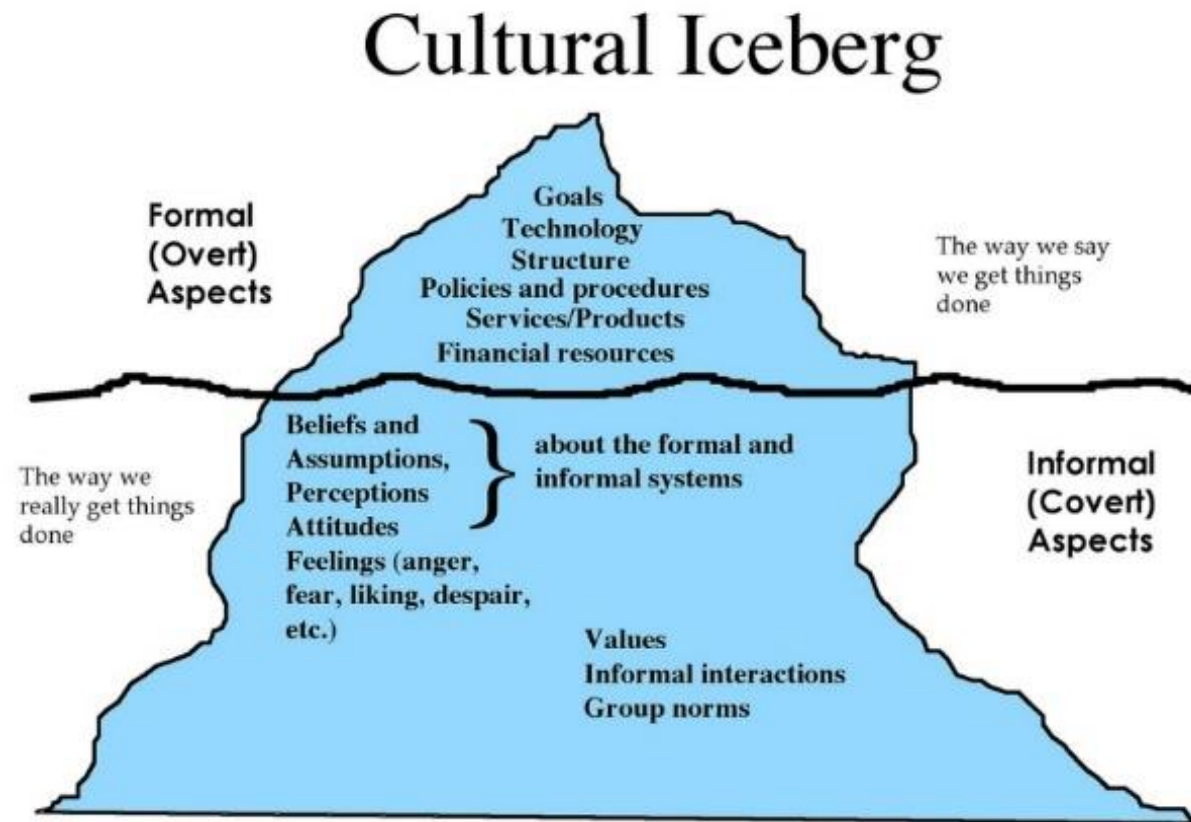 Cultural Iceberg
Formal
(Overt)
Aspects
Goals
Technology
Structure
Policies and procedures
Services/Products
Financial resources
The way we say
we get things
done
The way we
really get things
done
Beliefs and
Assumptions,
Perceptions
Attitudes
Feelings (anger,
fear, liking, despair,
etc.)
}
about the formal and
informal systems
Values
Informal interactions
Group norms
Informal
(Covert)
Aspects